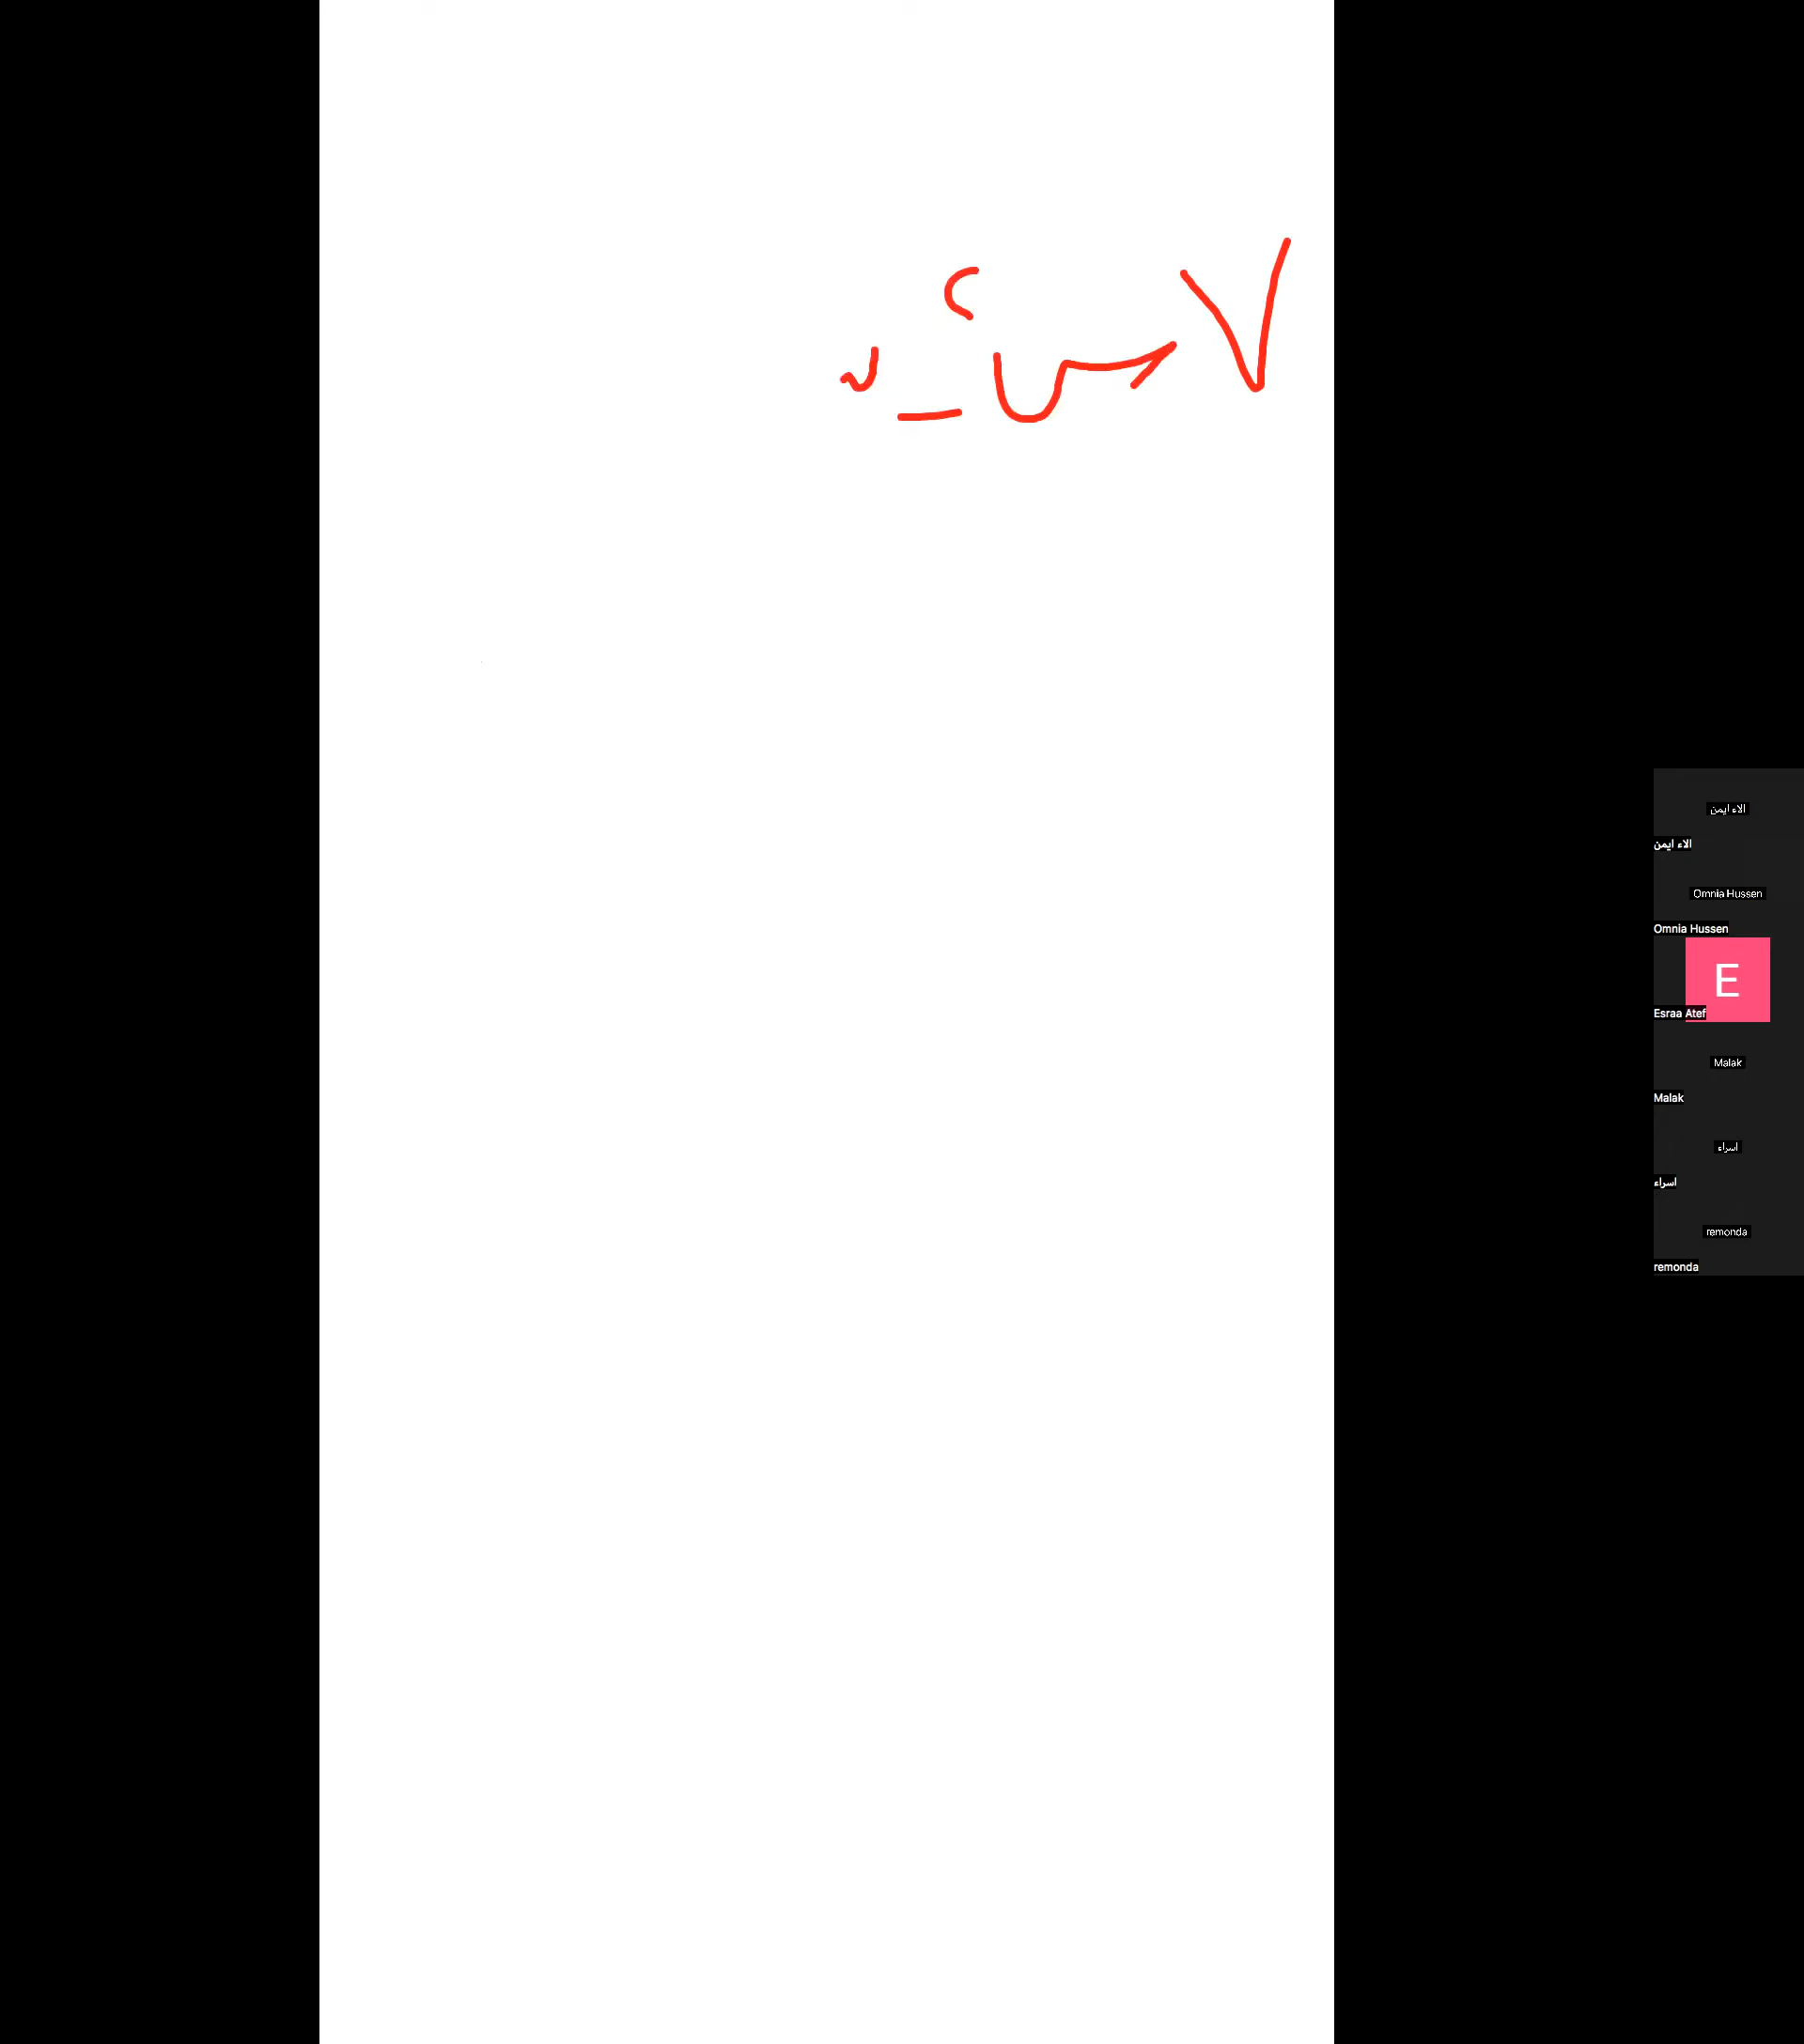 ٧ س
الاء ايمن
الاء ايمن
Omnia Hussen
Omnia Hussen
E
Esraa Atef
Malak
Malak
اسراء
اسراء
remonda
remonda